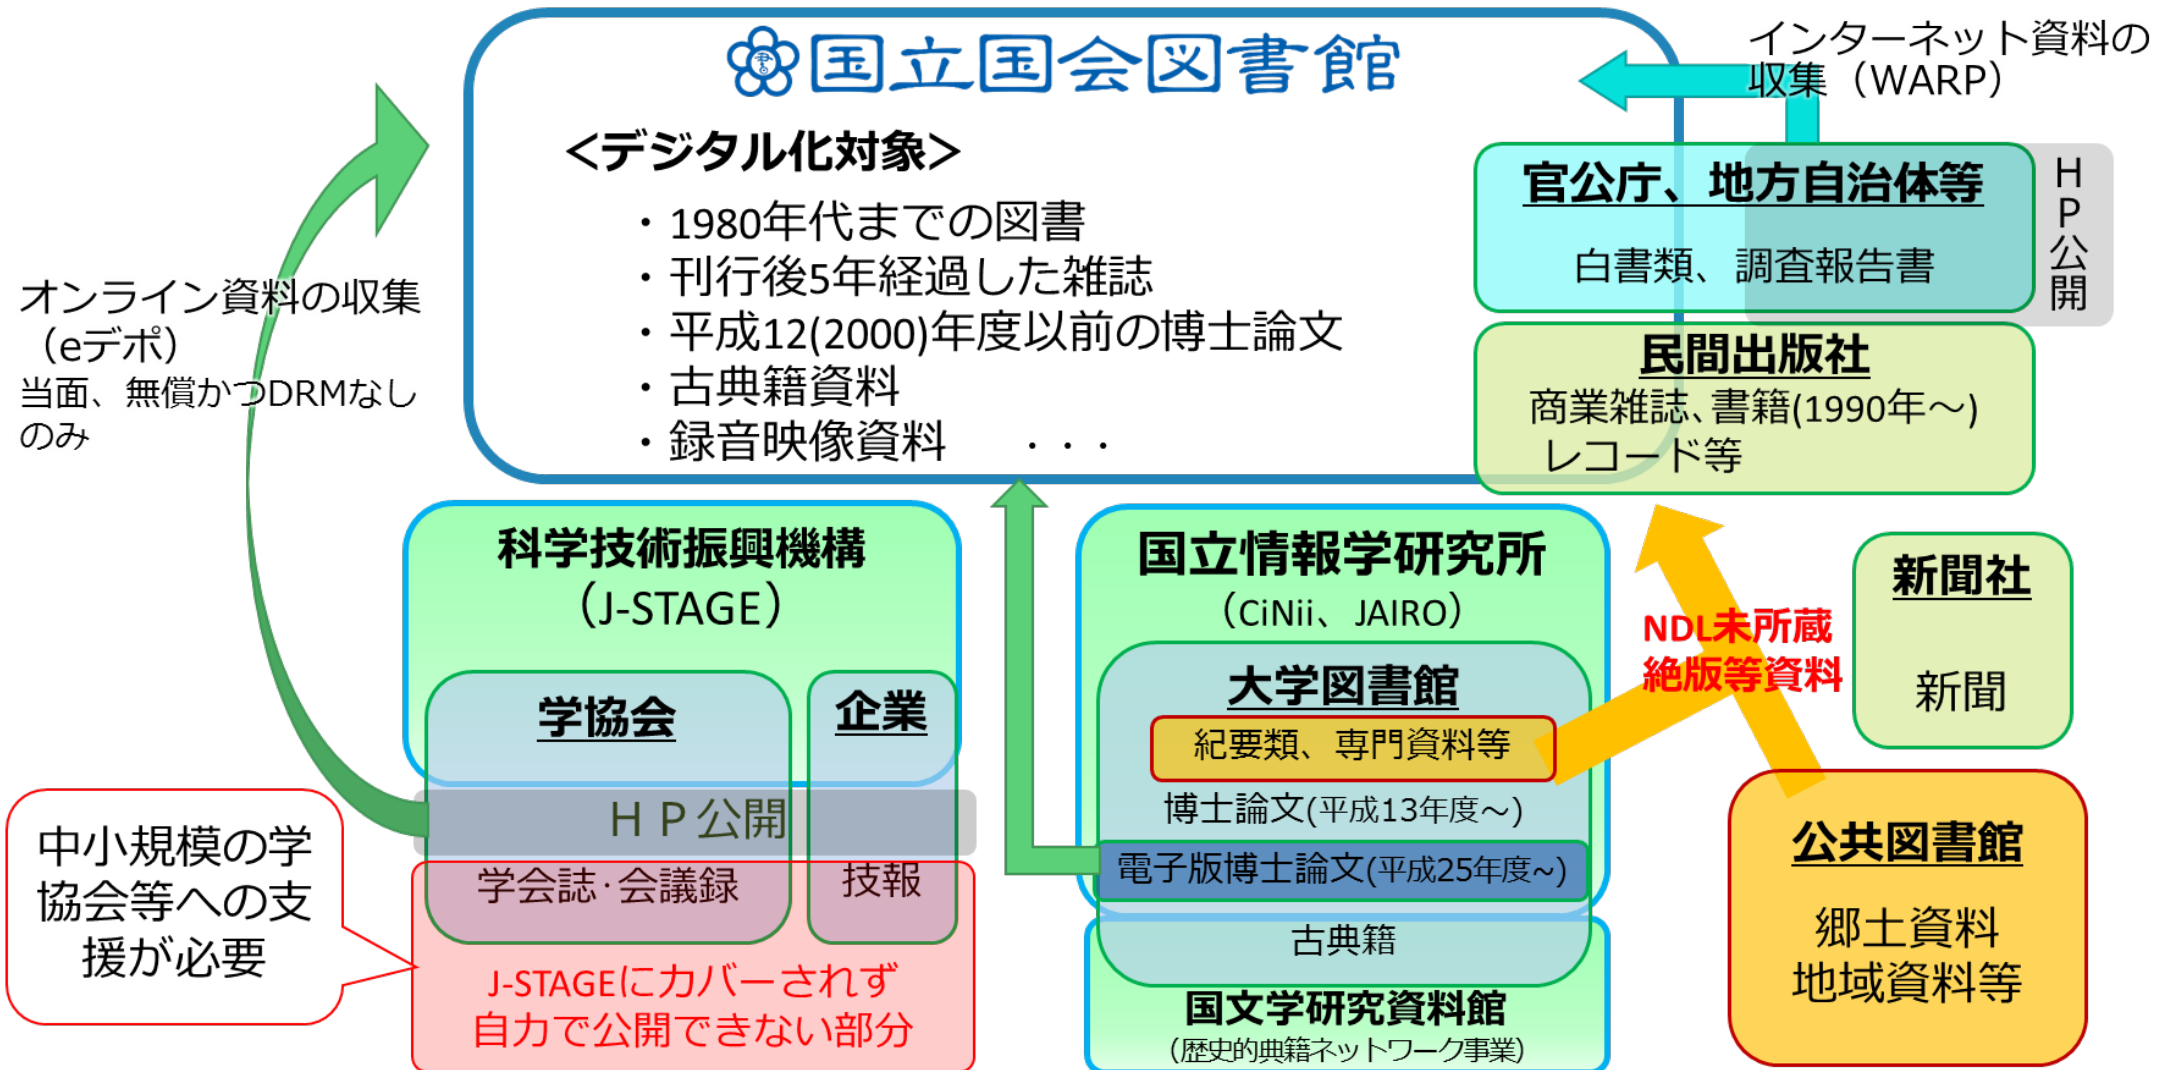 国立国会図書館
<デジタル化対象>
・1980年代までの図書
・刊行後5年経過した雑誌
・平成12(2000)年度以前の博士論文
・古典籍資料
・録音映像資料　・・・
インターネット資料の
収集（WARP）
官公庁、地方自治体等
白書類、調査報告書
ＨＰ公開
民間出版社
商業雑誌、書籍(1990年～)
レコード等
オンライン資料の収集
（eデポ）
当面、無償かつDRMなし
のみ
科学技術振興機構
（J-STAGE）
学協会
企業
ＨＰ公開
学会誌・会議録
技報
J-STAGEにカバーされず
自力で公開できない部分
中小規模の学
協会等への支
援が必要
国立情報学研究所
（CiNii、JAIRO）
大学図書館
紀要類、専門資料等
博士論文(平成13年度～)
電子版博士論文(平成25年度~)
古典籍
国文学研究資料館
（歴史的典籍ネットワーク事業）
NDL未所蔵
絶版等資料
新聞社
新聞
公共図書館
郷土資料
地域資料等